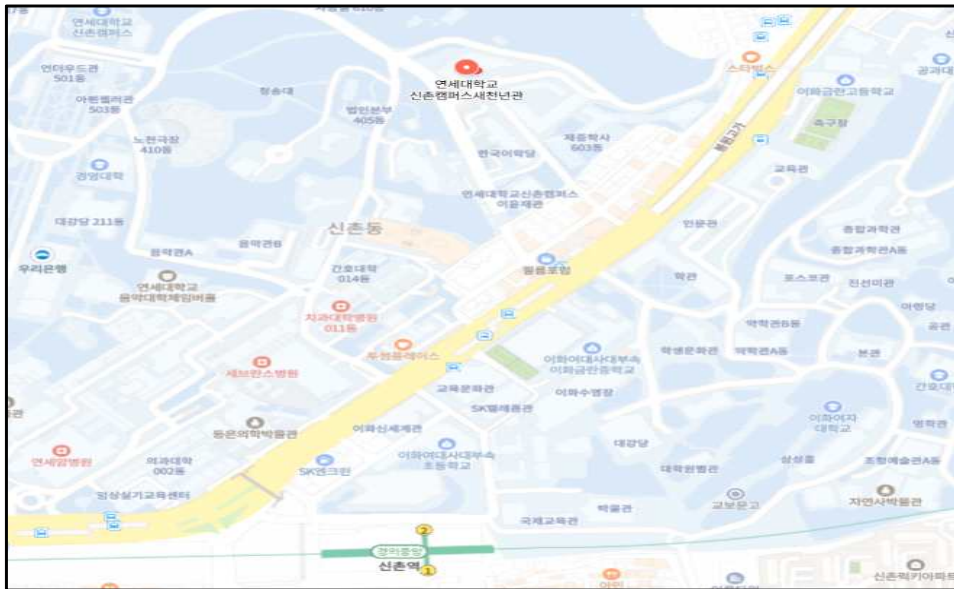 연세대학교
신촌캠퍼스
스타벅스
공과대
언더우드관
501동
연세대학교
신촌캠퍼스새천년관
이화금란고등학교
아펜젤러관
503동
청송대
법인본부
405동
축구장
노천극장
410동
한국어학당
제중학사
603동
봉원고가
경영대학
교육관
연세대학교신촌캠퍼스
이윤재관
대강당 211동
신촌동
인문관
종합과학관
음악관A
음악관B
종합과학관A동
우리은행
간호대학
014동
필름포럼
학관
포스코관
진선미관
연세대학교
음악대학체임버홀
아령당
치과대학병원
011동
약학관B동
공관
투썸플레이스
이화여대사대부속
이화금란중학교
학생문화관
약학관A동
본관
세브란스병원
교육문화관
이화수영장
간호대
SK텔레콤관
동은의학박물관
이화신세계관
이화여자
대학교
대강당
명학관
연세암병원
의과대학
002동
SK엔크린
이화여대사대부속
초등학교
대학원별관
삼성홀
조형예술관A동
임상실기교육센터
교보문고
자연사박물관
박물관
국제교육관
2
경의중앙
신촌역
1
신촌럭키아파트